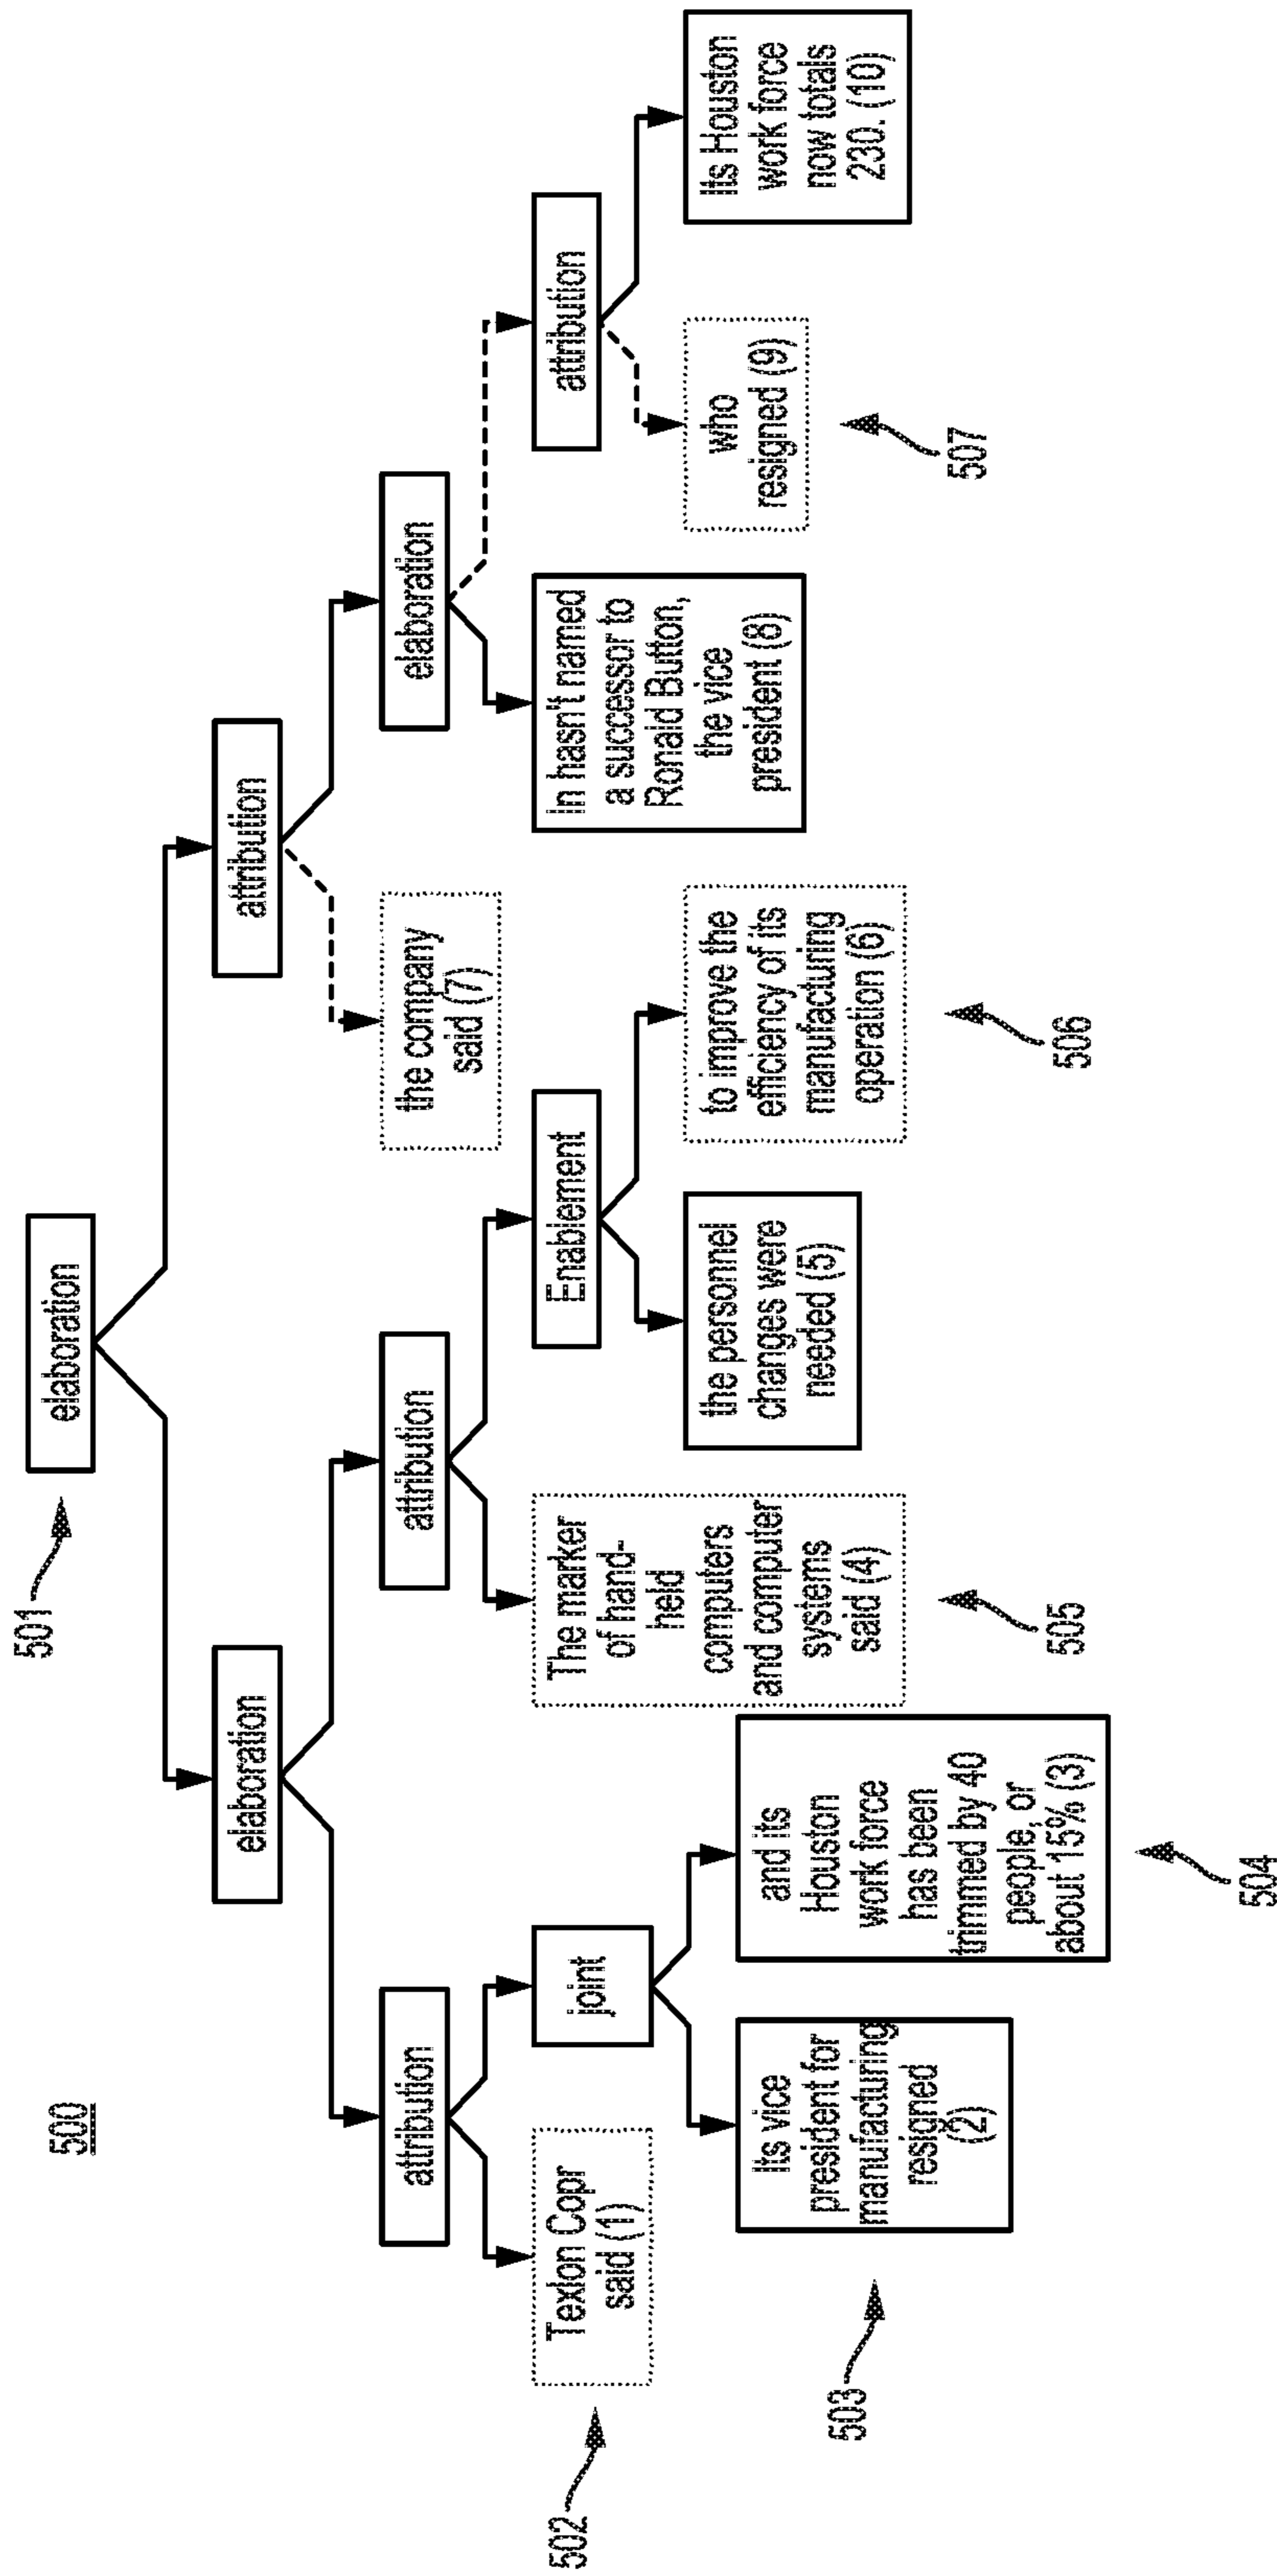 500
501
elaboration
elaboration
attribution
attribution
attribution
the company
said (7)
elaboration
Texlon Copr
said (1)
joint
The marker
of hand-
held
computers
and computer
systems
said (4)
Enablement
In hasn't named
a successor to
Ronald Button,
the vice
president (8)
attribution
Its vice
president for
manufacturing
resigned
(2)
and its
Houston
work force
has been
trimmed by 40
people, or
about 15% (3)
the personnel
changes were
needed (5)
to improve the
efficiency of its
manufacturing
operation (6)
who
resigned (9)
Its Houston
work force
now totals
230. (10)
502
503
504
505
506
507